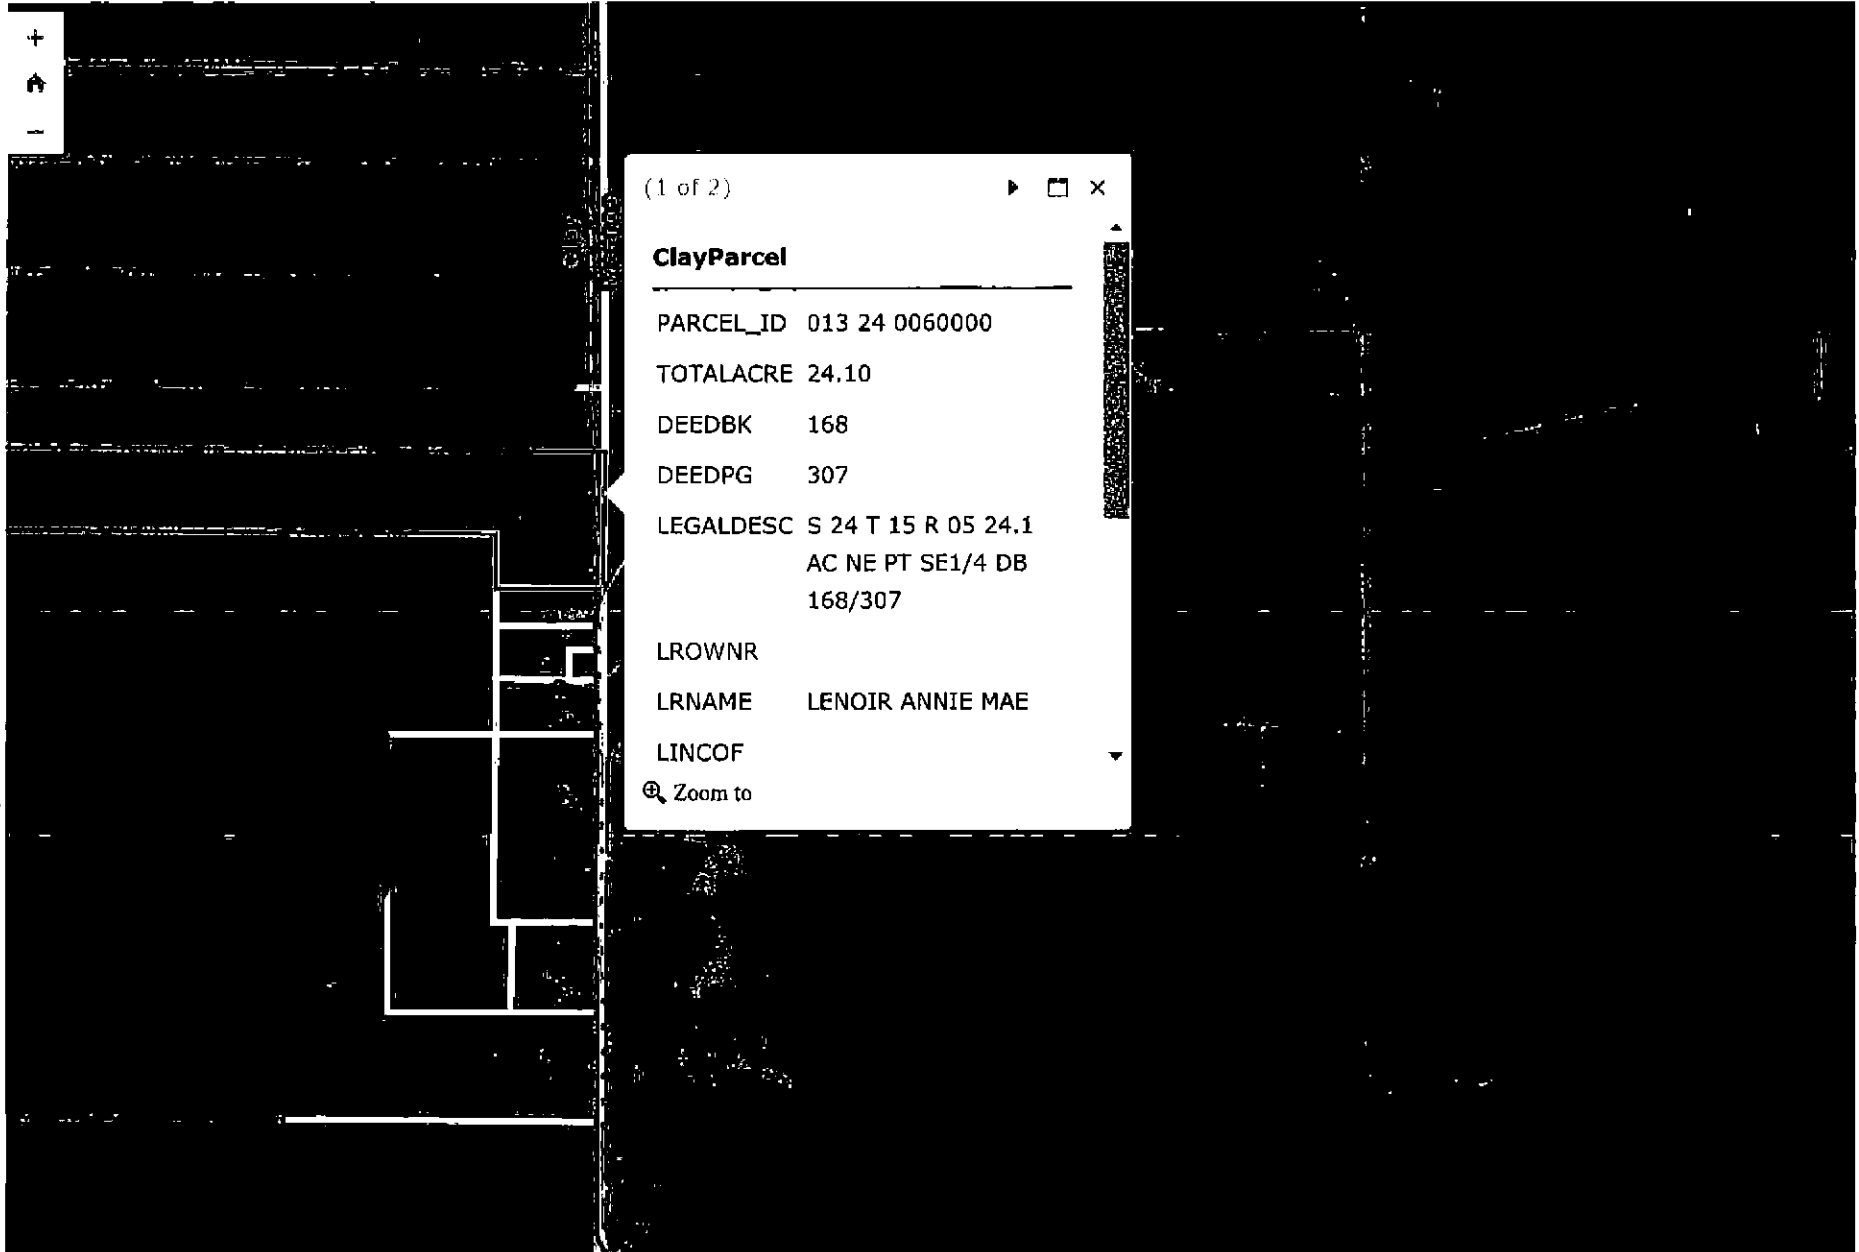 (1 of 2)
ClayParcel
PARCEL_ID 013 24 0060000
TOTALACRE 24.10
DEEDBK 168
DEEDPG 307
LEGALDESC S 24 T 15 R 05 24.1
AC NE PT SE1/4 DB
168/307
LROWNR
LRNAME LENOIR ANNIE MAE
LINCOF
Zoom to
Clay